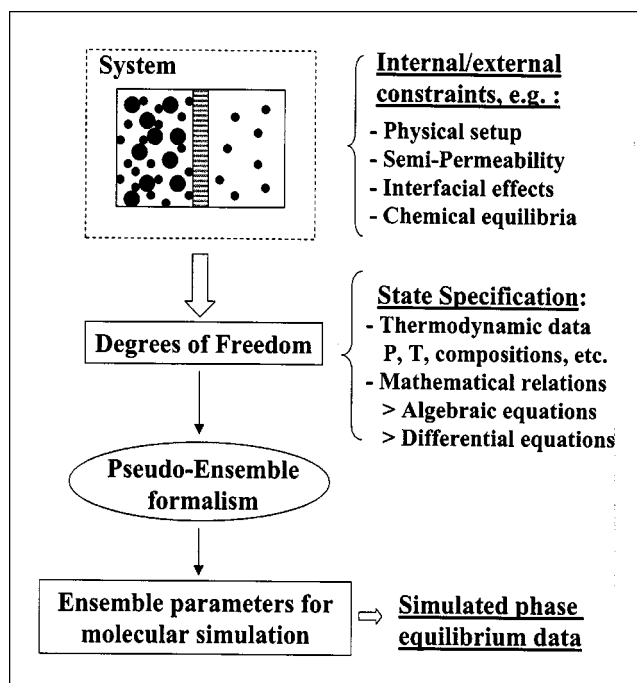 System
Internal/external
constraints, e.g. :
- Physical setup
- Semi-Permeability
- Interfacial effects
- Chemical equilibria
Degrees of Freedom
State Specification:
- Thermodynamic data
P, T, compositions, etc.
- Mathematical relations
> Algebraic equations
> Differential equations
Pseudo-Ensemble
formalism
Ensemble parameters for
molecular simulation
Simulated phase
equilibrium data